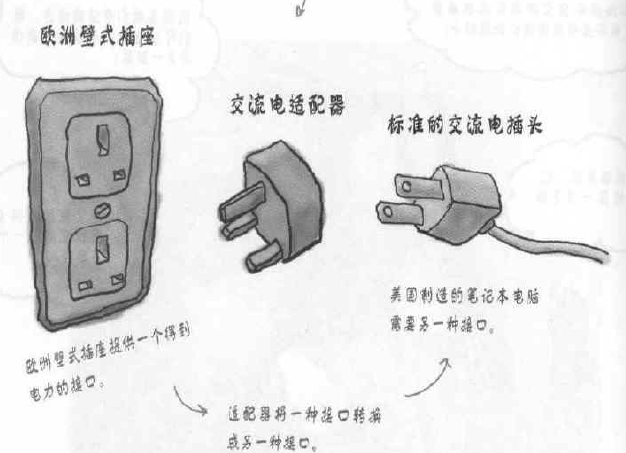 欧洲壁式插座
交流电适配器
标准的交流电插头
美国制造的笔记本电脑
需要另一种接口。
欧洲壁式插座提供一个得到
电力的接口。
适配器将一种接口转换
成另一种接口。